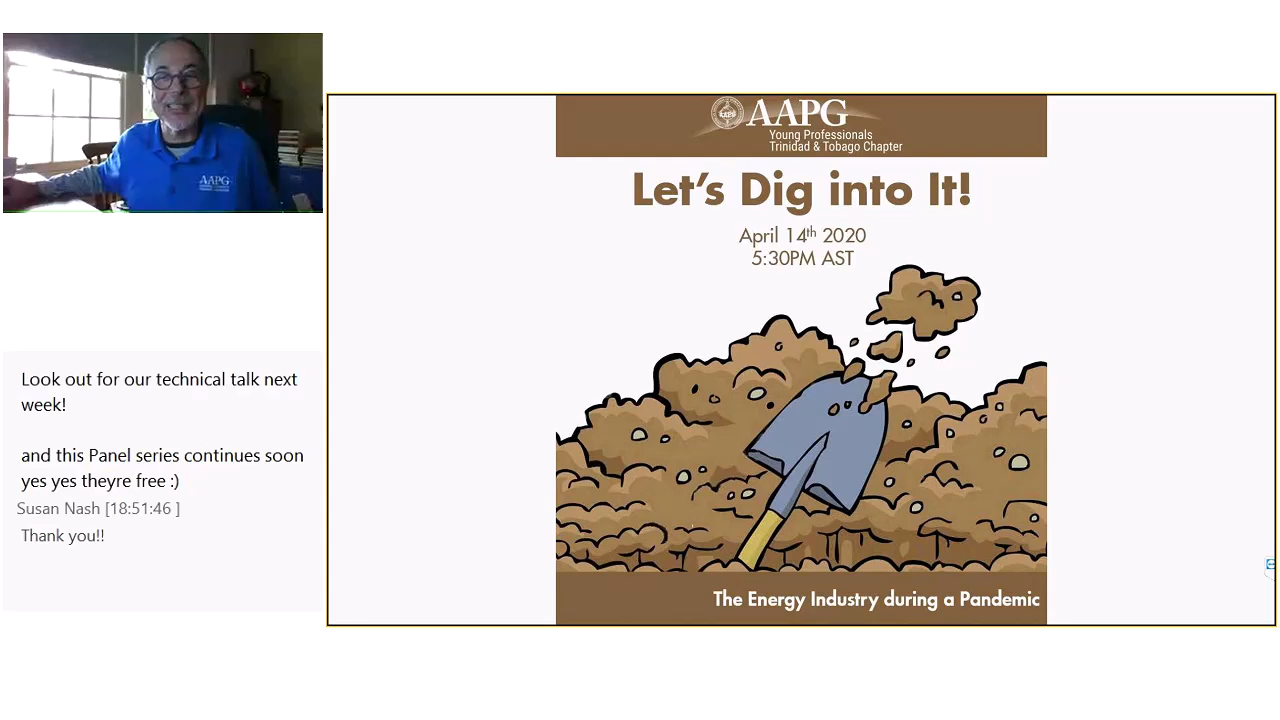 AAPG
AAPG
Young Professionals
Trinidad & Tobago Chapter
Let's Dig into It!
April 14th 2020
5:30PM AST
The Energy Industry during a Pandemic
Look out for our technical talk next
week!
and this Panel series continues soon
yes yes theyre free :)
Susan Nash [18:51:46 ]
Thank you!!